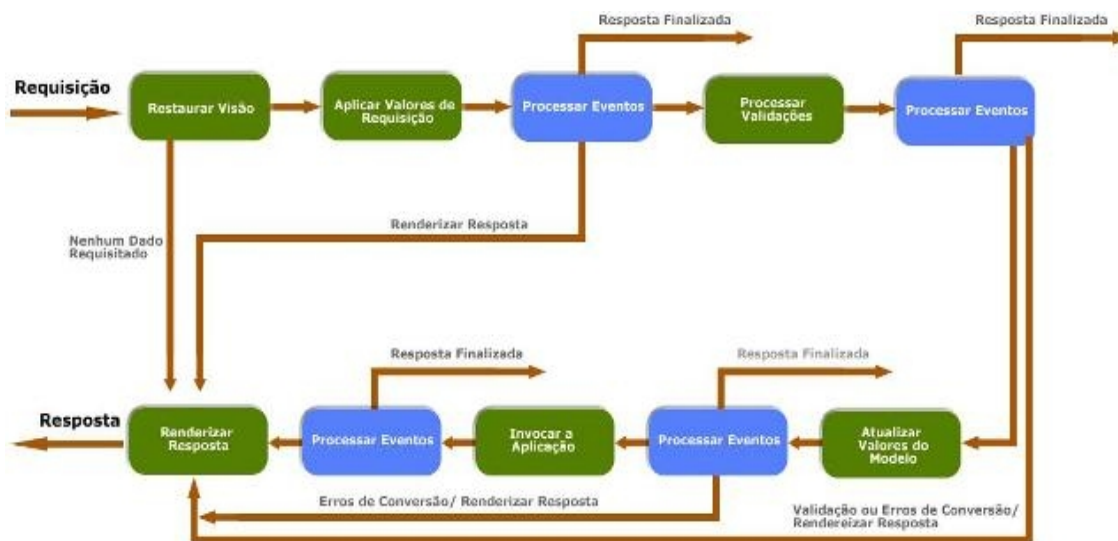 Resposta Finalizada
Resposta Finalizada
Requisição
Restaurar Visão
Aplicar Valores de
Requisição
Processar Eventos
Processar
Validações
Processar Eventos
Nenhum Dado
Requisitado
Renderizar Resposta
Resposta Finalizada
Resposta Finalizada
Resposta
Renderizar
Resposta
Processar Eventos
Invocar a
Aplicação
Processar Eventos
Atualizar
Valores do
Modelo
Erros de Conversão/ Renderizar Resposta
Validação ou Erros de Conversão/
Rendereizar Resposta